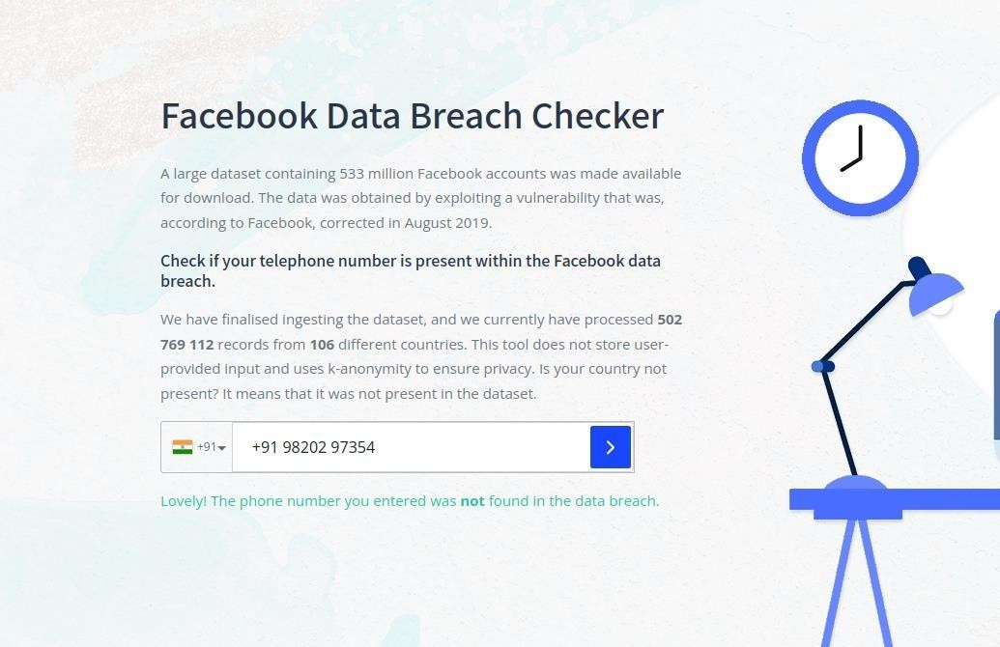 Facebook Data Breach Checker
A large dataset containing 533 million Facebook accounts was made available
for download. The data was obtained by exploiting a vulnerability that was,
according to Facebook, corrected in August 2019.
Check if your telephone number is present within the Facebook data
breach.
We have finalised ingesting the dataset, and we currently have processed 502
769 112 records from 106 different countries. This tool does not store user-
provided input and uses k-anonymity to ensure privacy. Is your country not
present? It means that it was not present in the dataset.
+91 +91 98202 97354
Lovely! The phone number you entered was not found in the data breach.